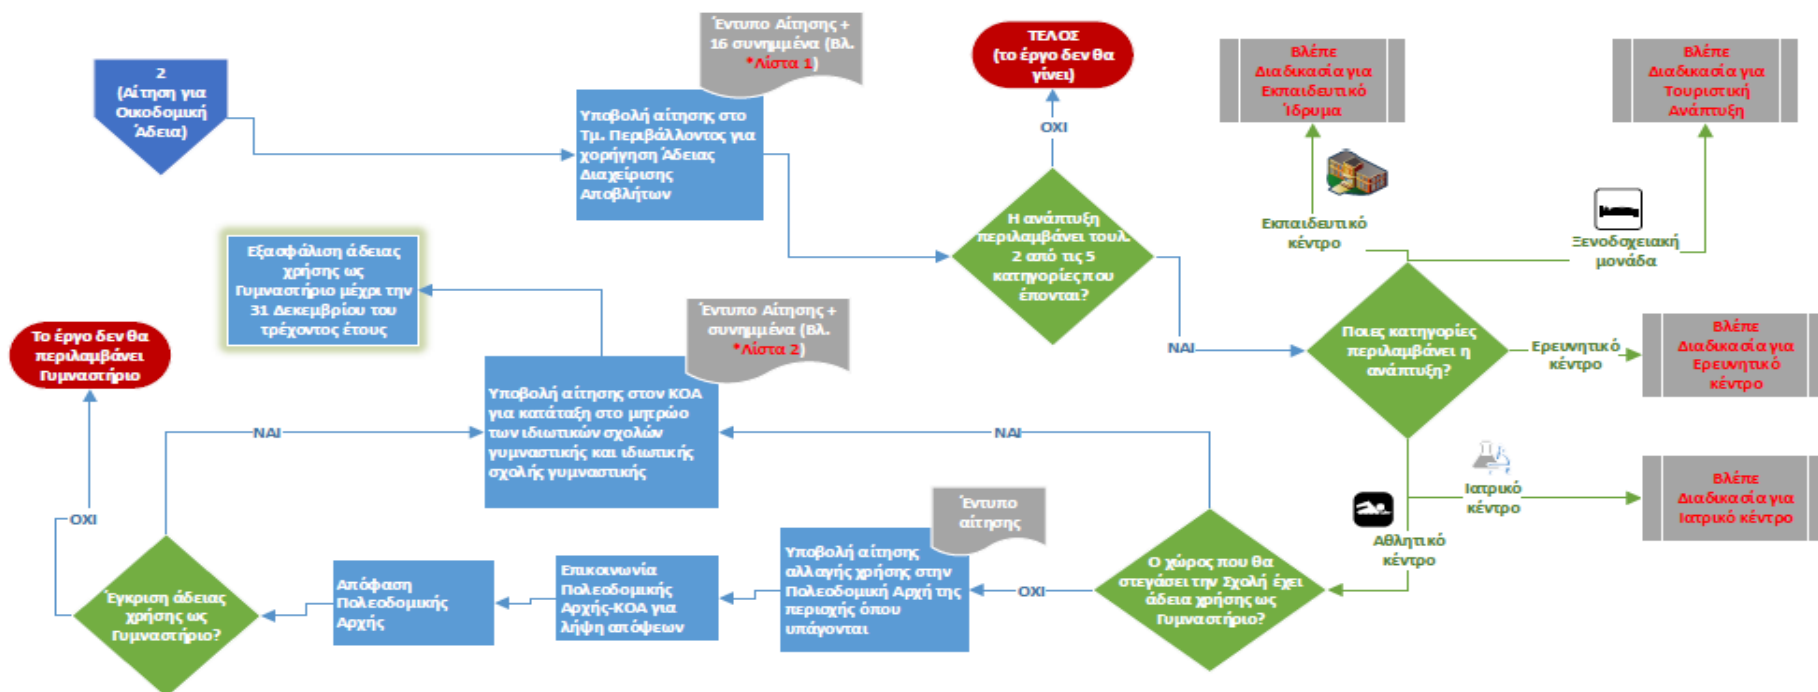 2
(Αίτηση για
Οικοδομική
Άδεια)
Έντυπο Αίτησης +
16 συνημμένα (Βλ.
*Λίστα 1)
Υποβολή αίτησης στο
Τμ. Περιβάλλοντος για
χορήγηση Άδειας
Διαχείρισης
Αποβλήτων
ΤΕΛΟΣ
(το έργο δεν θα
γίνει)
ΟΧΙ
Η ανάπτυξη
περιλαμβάνει τουλ.
2 από τις 5
κατηγορίες που
έπονται?
ΝΑΙ
Βλέπε
Διαδικασία για
Εκπαιδευτικό
Ίδρυμα
Βλέπε
Διαδικασία για
Τουριστική
Ανάπτυξη
Εκπαιδευτικό
κέντρο
Ξενοδοχειακή
μονάδα
Ποιες κατηγορίες
περιλαμβάνει η
ανάπτυξη?
Ερευνητικό
κέντρο
Βλέπε
Διαδικασία για
Ερευνητικό
κέντρο
Ιατρικό
κέντρο
Βλέπε
Διαδικασία για
Ιατρικό κέντρο
Αθλητικό
κέντρο
Ο χώρος που θα
στεγάσει την Σχολή έχει
άδεια χρήσης ως
Γυμναστήριο?
ΝΑΙ
ΟΧΙ
Έντυπο
αίτησης
Υποβολή αίτησης
αλλαγής χρήσης στην
Πολεοδομική Αρχή της
περιοχής όπου
υπάγονται
Επικοινωνία
Πολεοδομικής
Αρχής-ΚΟΑ για
λήψη απόψεων
Απόφαση
Πολεοδομικής
Αρχής
Έγκριση άδειας
χρήσης ως
Γυμναστήριο?
ΟΧΙ
Το έργο δεν θα
περιλαμβάνει
Γυμναστήριο
ΝΑΙ
Έντυπο Αίτησης +
συνημμένα (Βλ.
*Λίστα 2)
Υποβολή αίτησης στον ΚΟΑ
για κατάταξη στο μητρώο
των ιδιωτικών σχολών
γυμναστικής και ιδιωτικής
σχολής γυμναστικής
Εξασφάλιση άδειας
χρήσης ως
Γυμναστήριο μέχρι την
31 Δεκεμβρίου του
τρέχοντος έτους